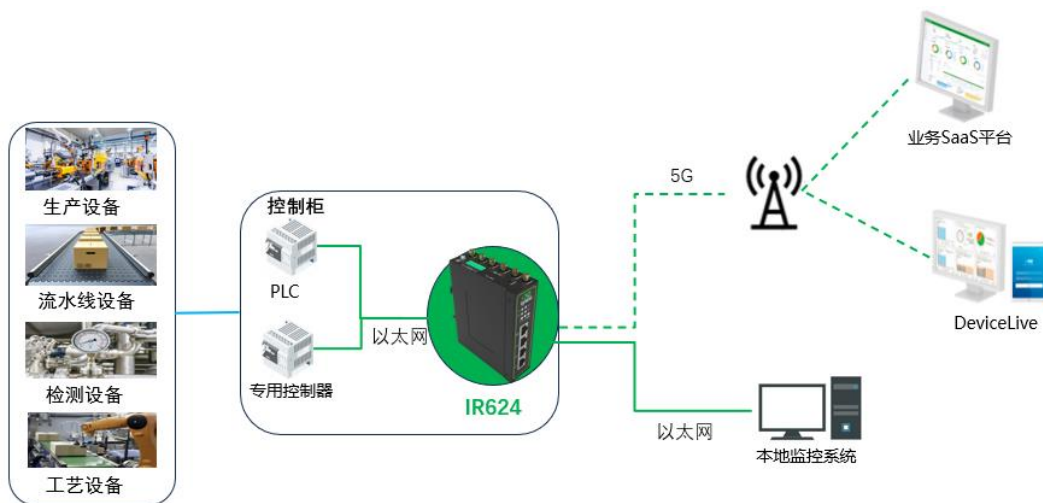 业务SaaS平台
5G
生产设备
控制柜
PLC
流水线设备
以太网
DeviceLive
检测设备
专用控制器
IR624
以太网
本地监控系统
工艺设备